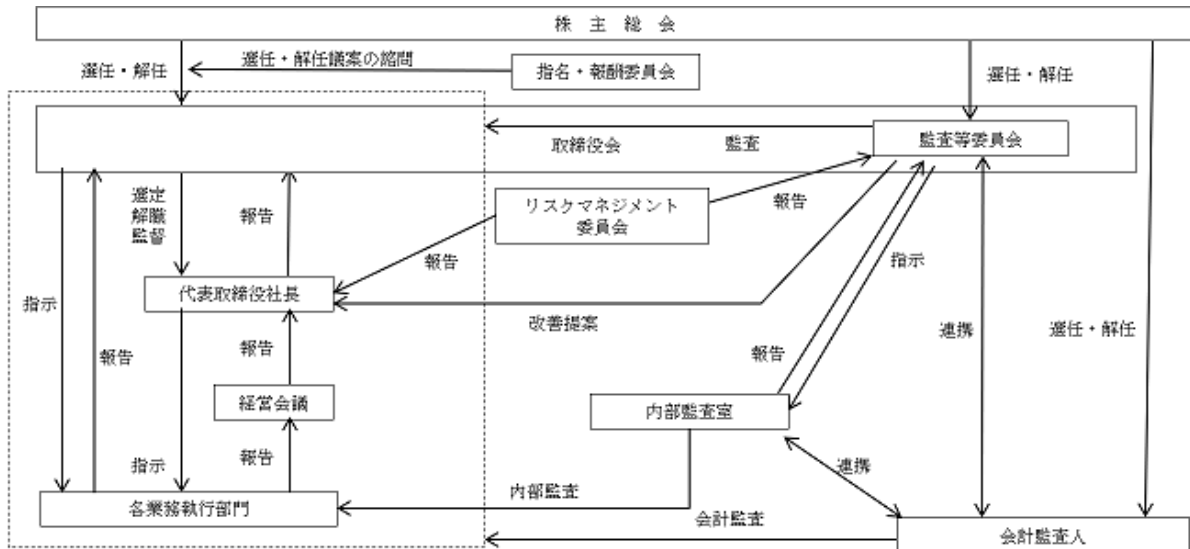 株主総会
選任・解任議案の諮問
選任・解任
指名・報酬委員会
選任・解任
取締役会
監査
監査等委員会
選定
解職
監督
報告
リスクマネジメント
委員会
報告
報告
指示
代表取締役社長
指示
改善提案
連携
選任・解任
報告
報告
報告
経営会議
内部監査室
指示
報告
連携
内部監査
各業務執行部門
会計監査
会計監査人